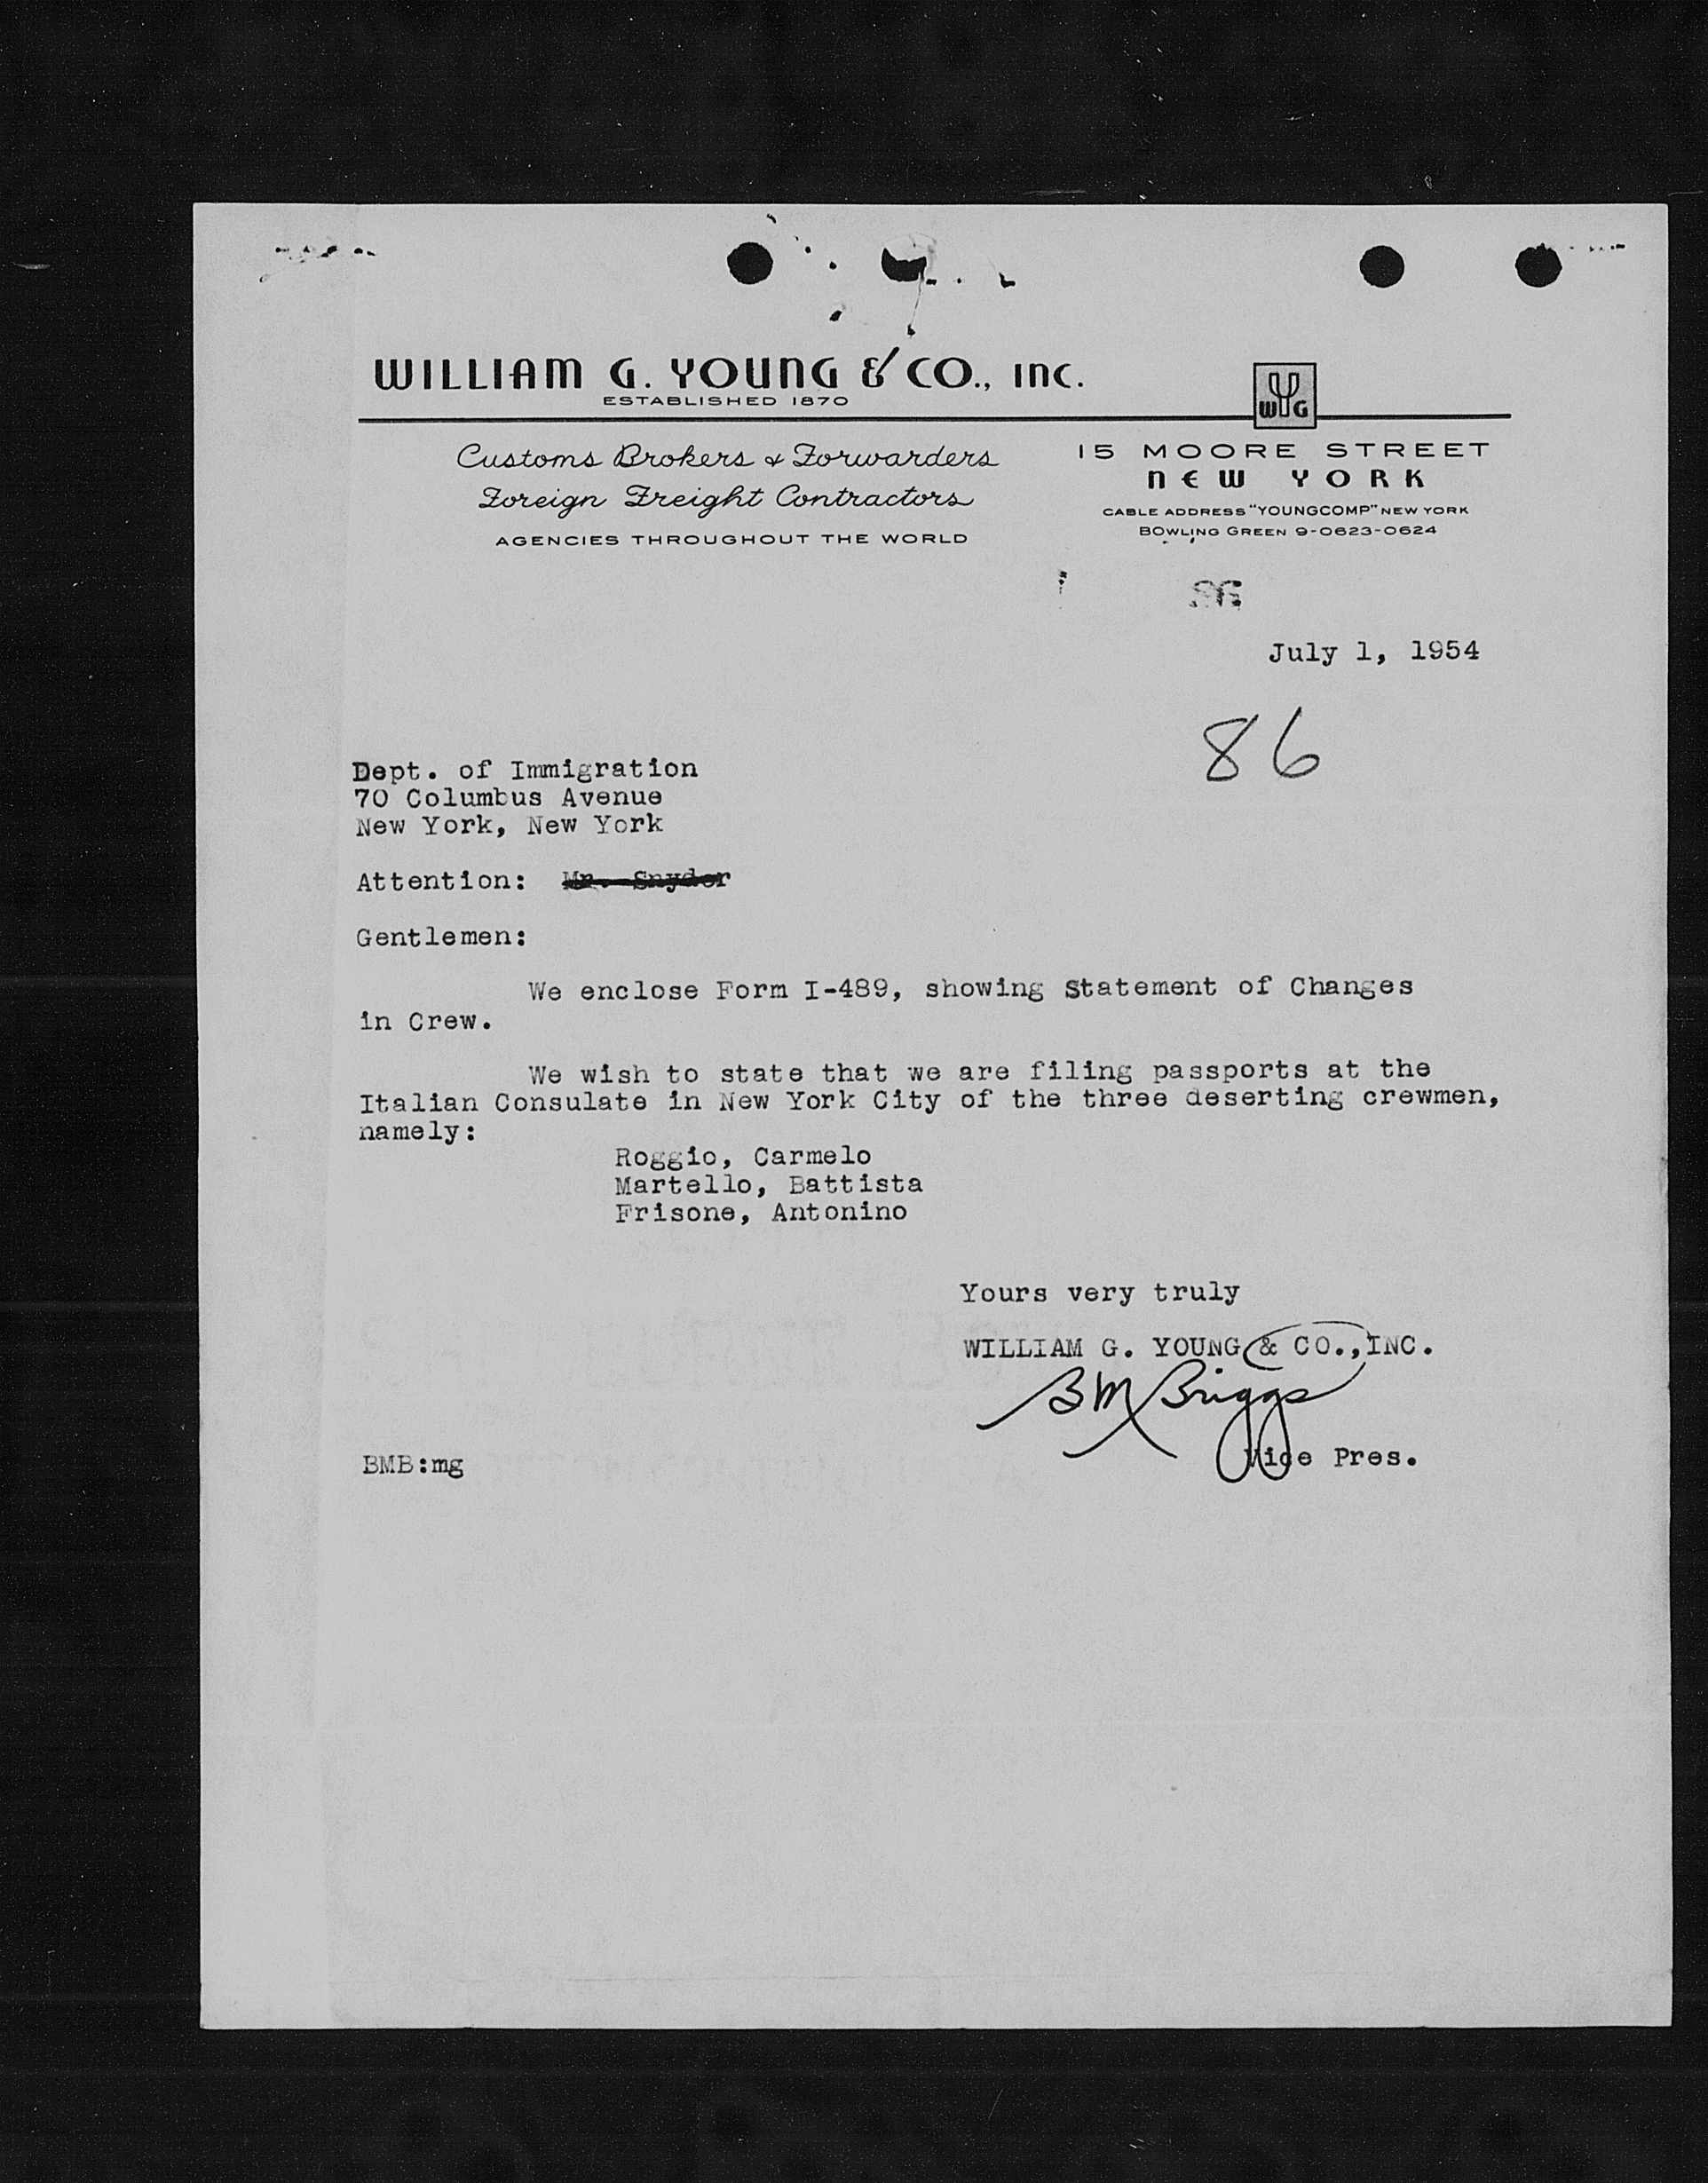 WILLIAM G. YOUNG & CO., INC.
ESTABLISHED 1870
WYG
Customs Brokers & Forwarders
Foreign Freight Contractors
AGENCIES THROUGHOUT THE WORLD
15 MOORE STREET
NEW YORK
CABLE ADDRESS "YOUNGCOMP" NEW YORK
BOWLING GREEN 9-0623-0624
July 1, 1954
86
Dept. of Immigration
70 Columbus Avenue
New York, New York
Attention: Mr. Snyder
Gentlemen:
We enclose Form I-489, showing Statement of Changes
in Crew.
We wish to state that we are filing passports at the
Italian Consulate in New York City of the three deserting crewmen,
namely:
Roggio, Carmelo
Martello, Battista
Frisone, Antonino
Yours very truly
WILLIAM G. YOUNG & CO.,INC.
BM Briggs
Vice Pres.
BMB:mg